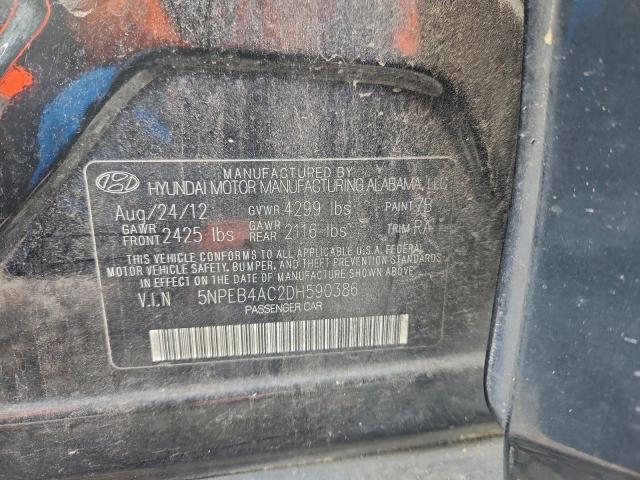 MANUFACTURED BY
HYUNDAI MOTOR MANUFACTURING ALABAMA, LLC
Aug/24/12 GVWR 4299 lbs PAINT 7B
GAWR FRONT 2425 lbs GAWR REAR 2116 lbs TRIM RY
THIS VEHICLE CONFORMS TO ALL APPLICABLE U.S.A. FEDERAL
MOTOR VEHICLE SAFETY, BUMPER, AND THEFT PREVENTION STANDARDS
IN EFFECT ON THE DATE OF MANUFACTURE SHOWN ABOVE.
V.I.N 5NPEB4AC2DH590386
PASSENGER CAR